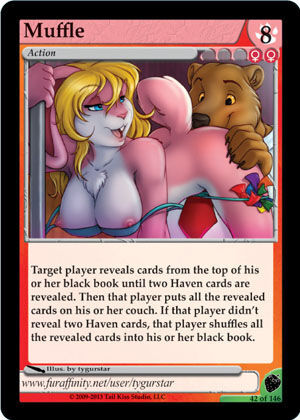 Muffle
8
Action
Target player reveals cards from the top of his
or her black book until two Haven cards are
revealed. Then that player puts all the revealed
cards on his or her couch. If that player didn't
reveal two Haven cards, that player shuffles all
the revealed cards into his or her black book.
Illus. by tygurstar
www.furaffinity.net/user/tygurstar
© 2009-2013 Tail Kiss Studio, LLC
42 of 146